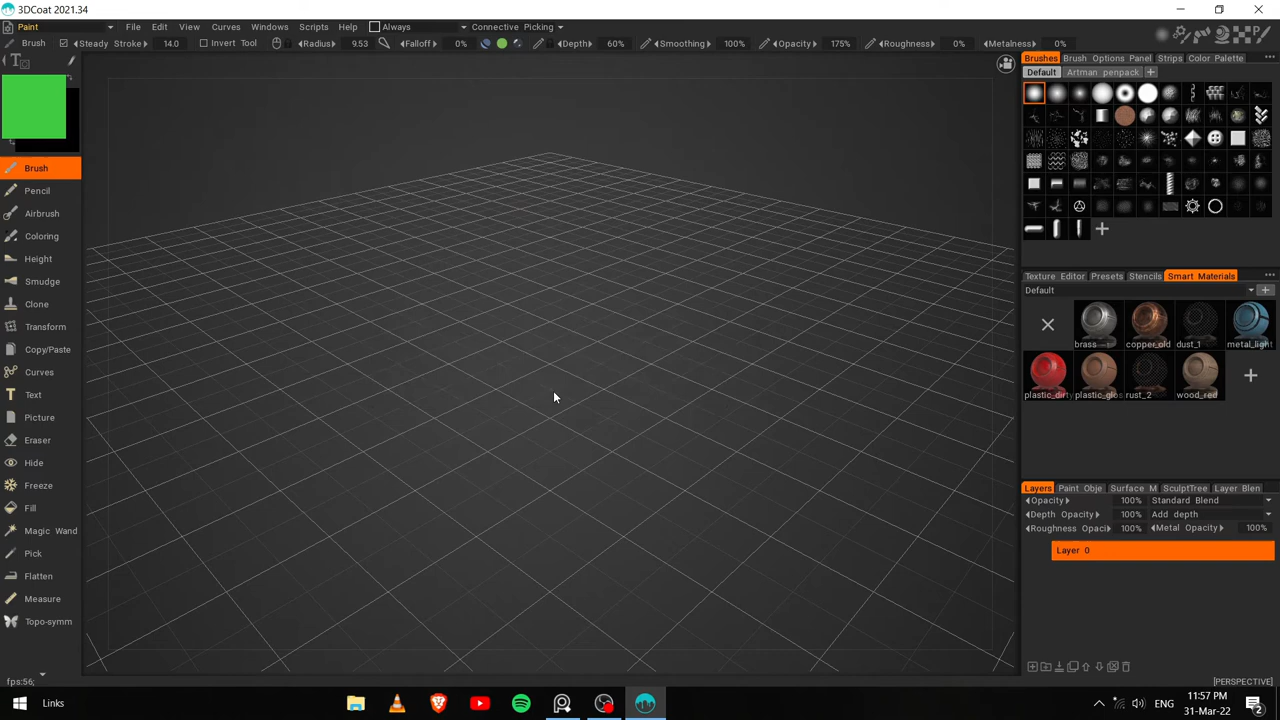 3DCoat 2021.34
Paint File Edit View Curves Windows Scripts Help Always Connective Picking
Brush Steady Stroke 14.0 Invert Tool Radius 9.53 Falloff 0% Depth 60% Smoothing 100% Opacity 175% Roughness 0% Metalness 0%
Brush
Pencil
Airbrush
Coloring
Height
Smudge
Clone
Transform
Copy/Paste
Curves
Text
Picture
Eraser
Hide
Freeze
Fill
Magic Wand
Pick
Flatten
Measure
Topo-symm
fps:56;
Brushes Brush Options Panel Strips Color Palette
Default Artman penpack
Texture Editor Presets Stencils Smart Materials
Default
brass copper_old dust_1 metal_light
plastic_dirty plastic_glos rust_2 wood_red
Layers Paint Obje Surface M SculptTree Layer Blen
Opacity 100% Standard Blend
Depth Opacity 100% Add depth
Roughness Opaci 100% Metal Opacity 100%
Layer 0
[PERSPECTIVE]
Links
ENG
11:57 PM
31-Mar-22
2